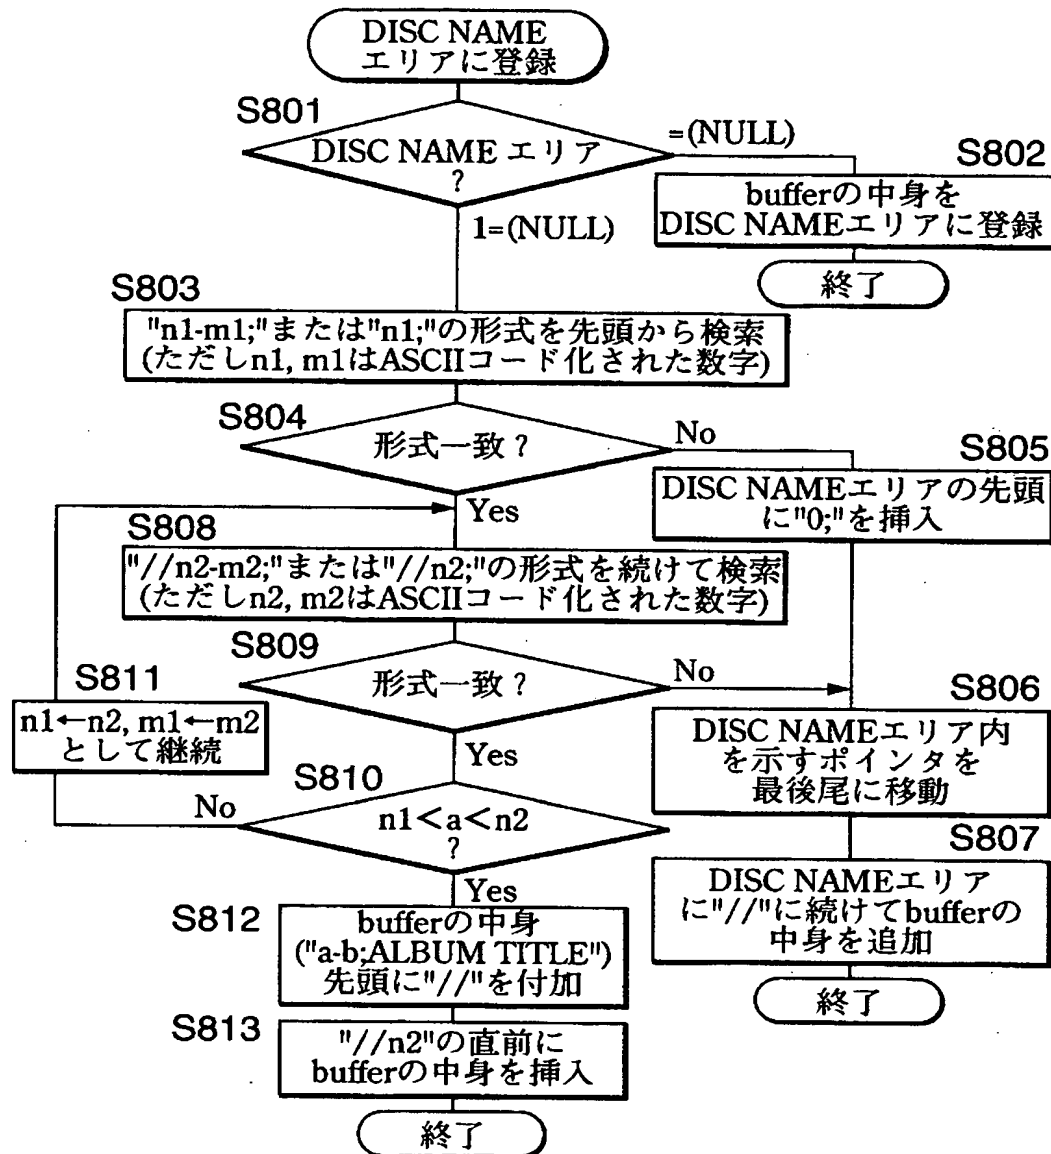 DISC NAME
エリアに登録
S801
DISC NAME エリア
?
=(NULL)
1=(NULL)
S802
bufferの中身を
DISC NAMEエリアに登録
終了
S803
"n1-m1;"または"n1;"の形式を先頭から検索
(ただしn1, m1はASCIIコード化された数字)
S804
形式一致?
No
Yes
S805
DISC NAMEエリアの先頭
に"0;"を挿入
S808
"//n2-m2;"または"//n2;"の形式を続けて検索
(ただしn2, m2はASCIIコード化された数字)
S809
形式一致?
No
Yes
S811
n1←n2, m1←m2
として継続
S806
DISC NAMEエリア内
を示すポインタを
最後尾に移動
S810
n1<a<n2
?
No
Yes
S807
DISC NAMEエリア
に"//"に続けてbufferの
中身を追加
終了
S812
bufferの中身
("a-b;ALBUM TITLE")
先頭に"//"を付加
S813
"//n2"の直前に
bufferの中身を挿入
終了